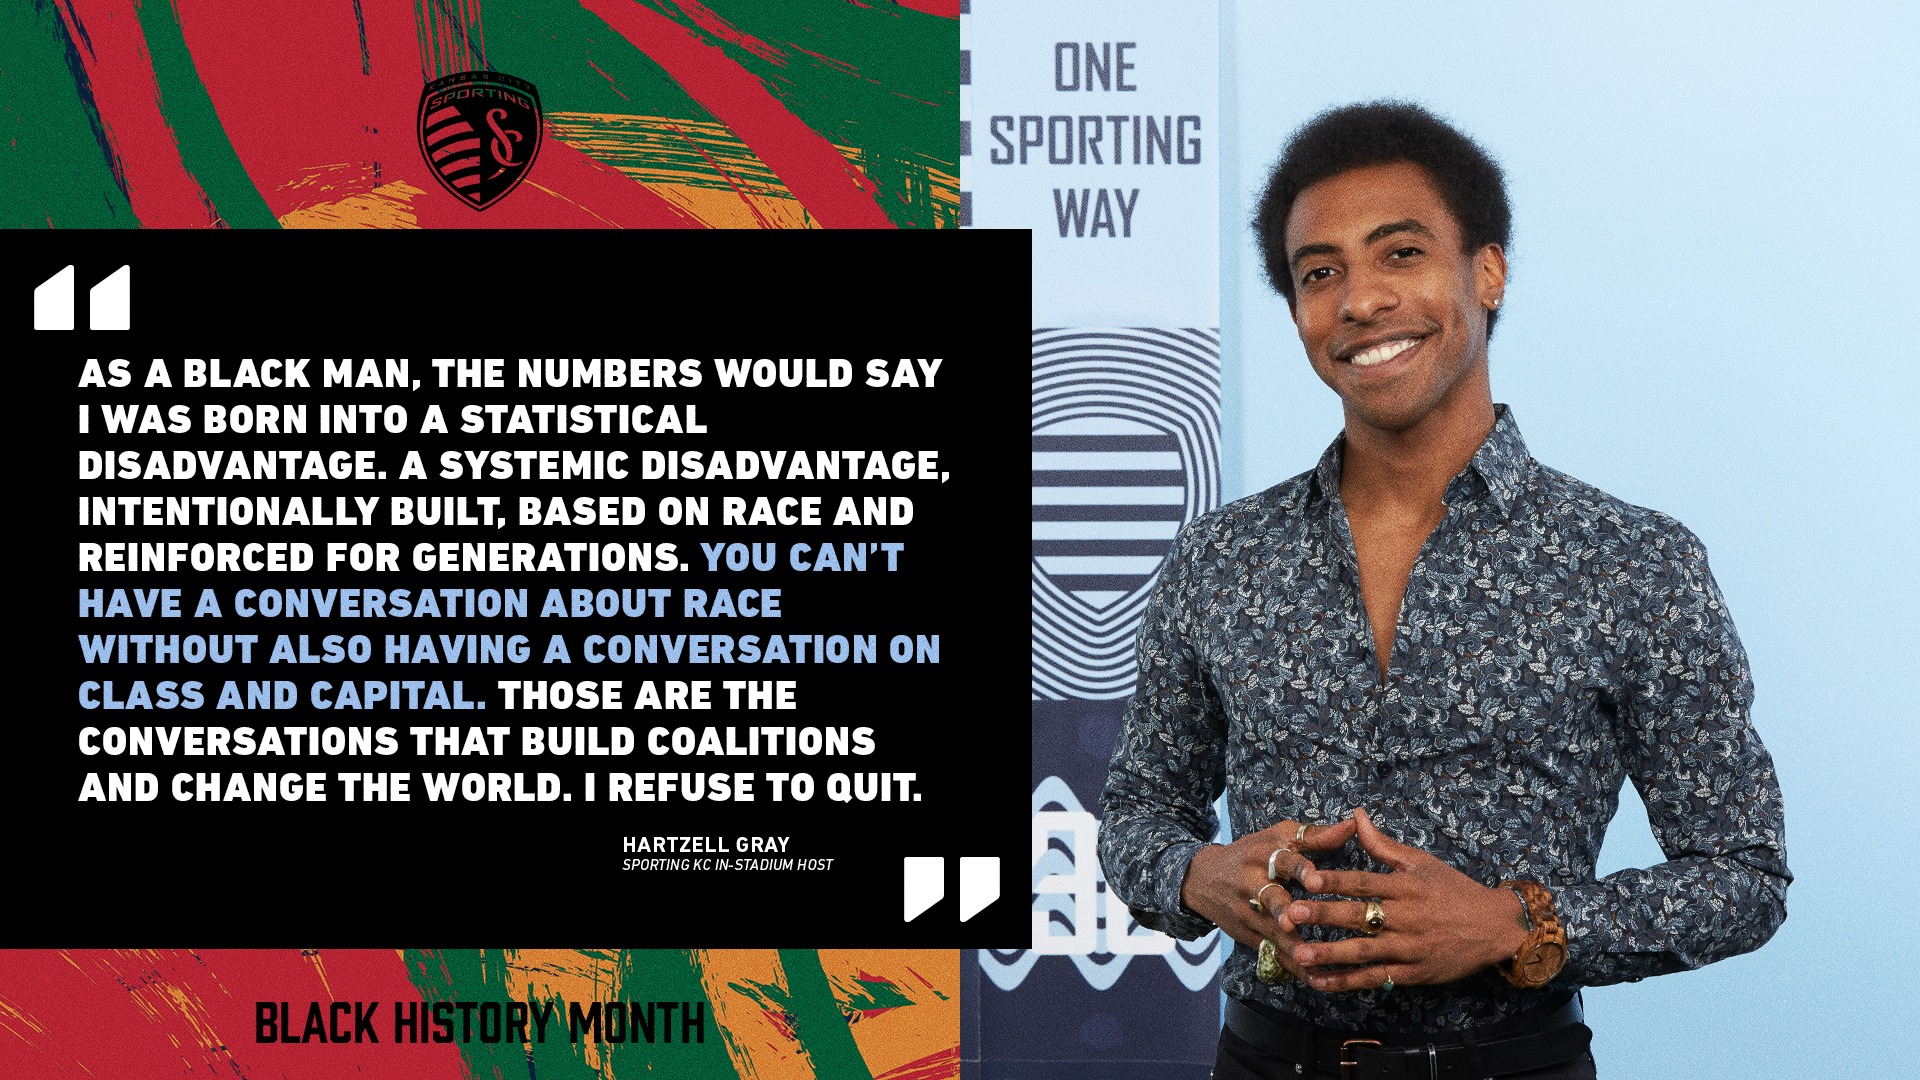 KANSAS CITY
SPORTING
ONE
SPORTING
WAY
AS A BLACK MAN, THE NUMBERS WOULD SAY
I WAS BORN INTO A STATISTICAL
DISADVANTAGE. A SYSTEMIC DISADVANTAGE,
INTENTIONALLY BUILT, BASED ON RACE AND
REINFORCED FOR GENERATIONS. YOU CAN’T
HAVE A CONVERSATION ABOUT RACE
WITHOUT ALSO HAVING A CONVERSATION ON
CLASS AND CAPITAL. THOSE ARE THE
CONVERSATIONS THAT BUILD COALITIONS
AND CHANGE THE WORLD. I REFUSE TO QUIT.
HARTZELL GRAY
SPORTING KC IN-STADIUM HOST
BLACK HISTORY MONTH